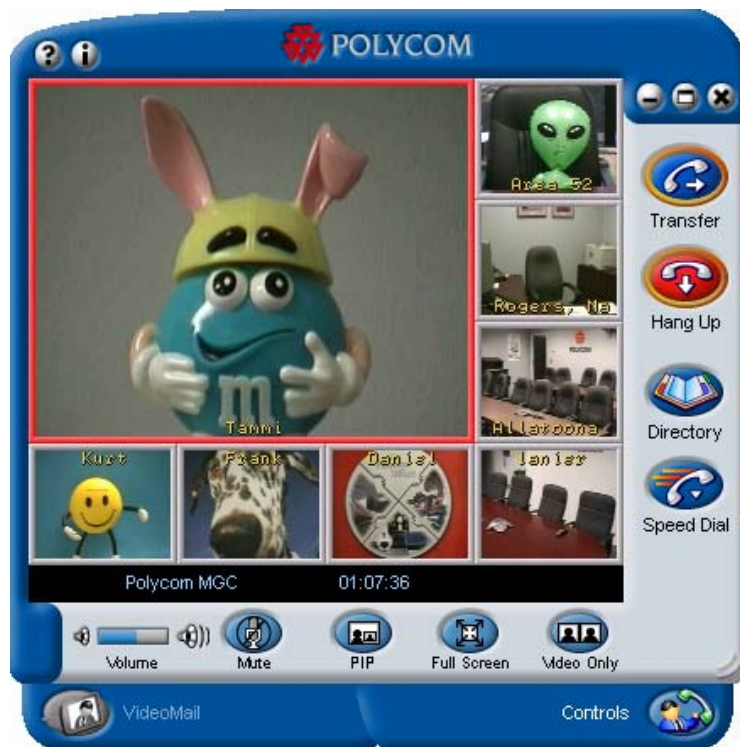 ? i
POLYCOM
Area 52
Transfer
Rogers, Na
Hang Up
m
Tammi
Allatoona
Directory
Kurt
Frank
Daniel
lanier
Speed Dial
Polycom MGC 01:07:36
Volume
Mute
PIP
Full Screen
Video Only
VideoMail
Controls